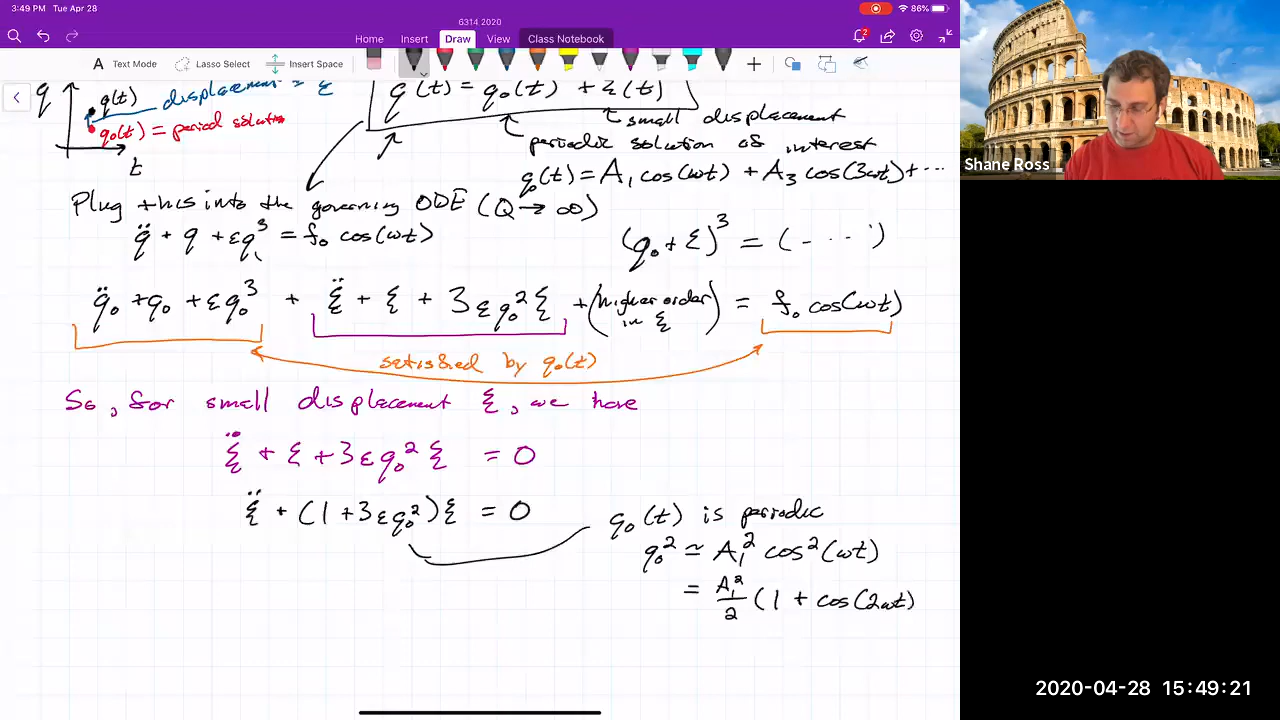 3:49 PM Tue Apr 28
86%
6314 2020
Home Insert Draw View Class Notebook
2
A Text Mode Lasso Select Insert Space
q
q(t)
displacement = ξ
q₀(t) = period solution
t
q(t) = q₀(t) + ξ(t)
small displacement
periodic solution of interest
q₀(t) = A₁ cos(ωt) + A₃ cos(3ωt) + ...
Plug this into the governing ODE (Q → ∞)
q̈ + q + εq³ = f₀ cos(ωt)
(q₀ + ξ)³ = (- - - -)
q̈₀ + q₀ + εq₀³ + ξ̈ + ξ + 3εq₀²ξ + (higher order in ξ) = f₀ cos(ωt)
satisfied by q₀(t)
So, for small displacement ξ, we have
ξ̈ + ξ + 3εq₀²ξ = 0
ξ̈ + (1 + 3εq₀²)ξ = 0
q₀(t) is periodic
q₀² ≃ A₁² cos²(ωt)
= A₁²/2 (1 + cos(2ωt)
Shane Ross
2020-04-28 15:49:21